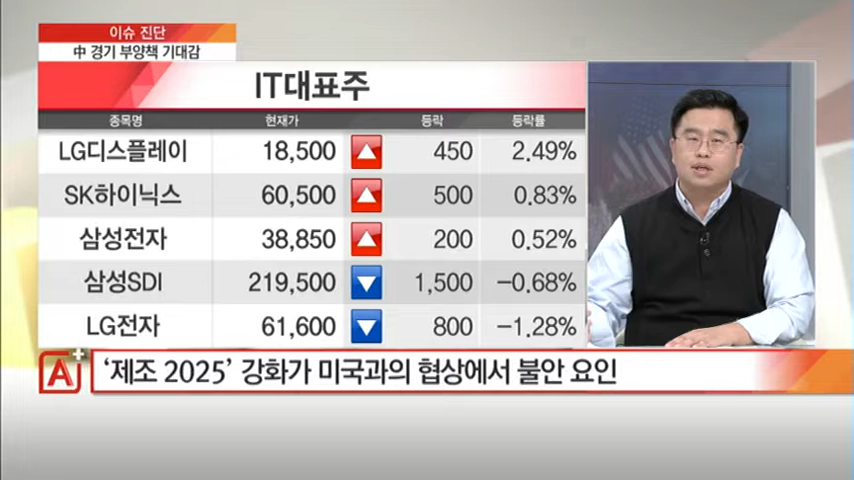 이슈 진단
中 경기 부양책 기대감
IT대표주
종목명 현재가 등락 등락률
LG디스플레이 18,500 ▲ 450 2.49%
SK하이닉스 60,500 ▲ 500 0.83%
삼성전자 38,850 ▲ 200 0.52%
삼성SDI 219,500 ▼ 1,500 -0.68%
LG전자 61,600 ▼ 800 -1.28%
A+ ‘제조 2025’ 강화가 미국과의 협상에서 불안 요인